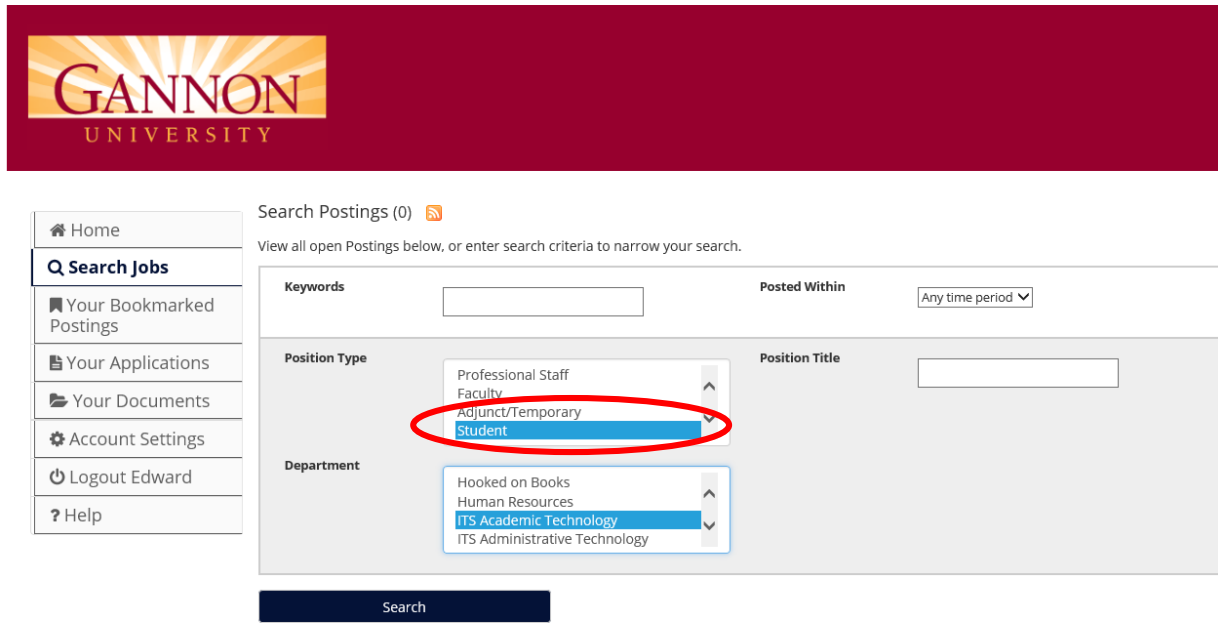 GANNON
UNIVERSITY
Home
Search Jobs
Your Bookmarked
Postings
Your Applications
Your Documents
Account Settings
Logout Edward
? Help
Search Postings (0)
View all open Postings below, or enter search criteria to narrow your search.
Keywords
Posted Within
Any time period
Position Type
Professional Staff
Faculty
Adjunct/Temporary
Student
Position Title
Department
Hooked on Books
Human Resources
ITS Academic Technology
ITS Administrative Technology
Search